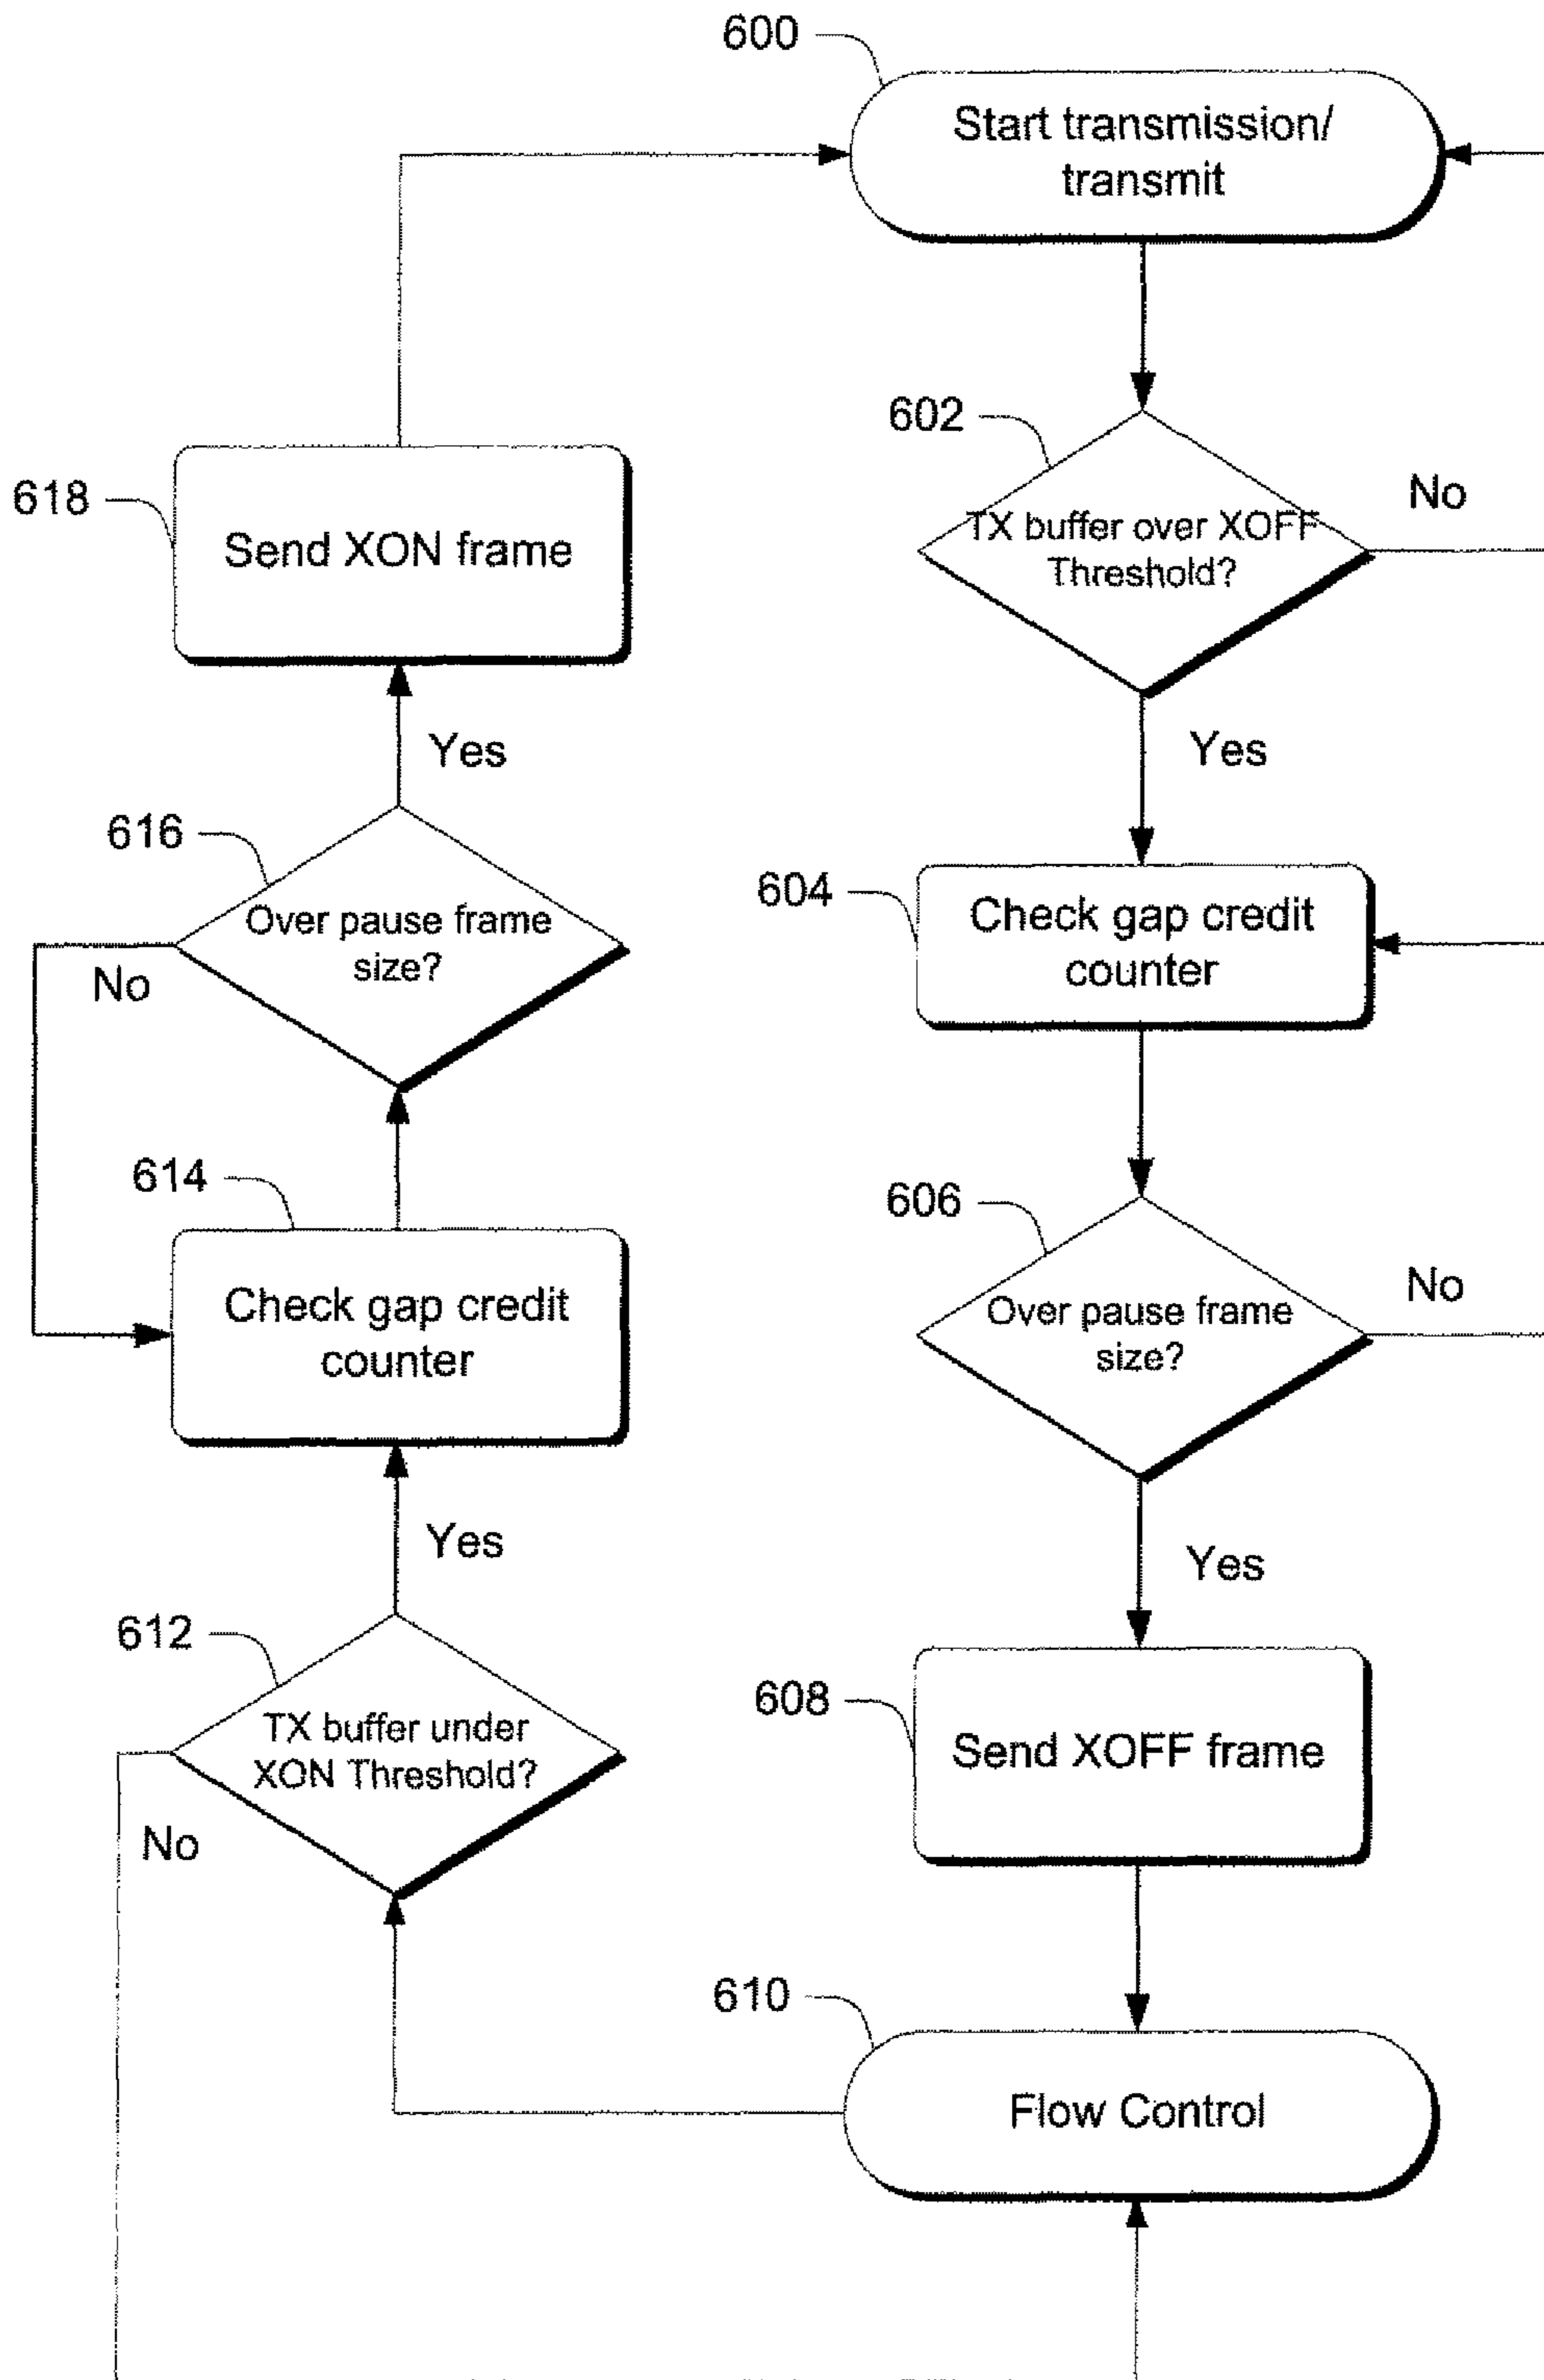 600
Start transmission/
transmit
602
TX buffer over XOFF
Threshold?
No
Yes
604
Check gap credit
counter
606
Over pause frame
size?
No
Yes
608
Send XOFF frame
610
Flow Control
612
TX buffer under
XON Threshold?
No
Yes
614
Check gap credit
counter
616
Over pause frame
size?
No
Yes
618
Send XON frame